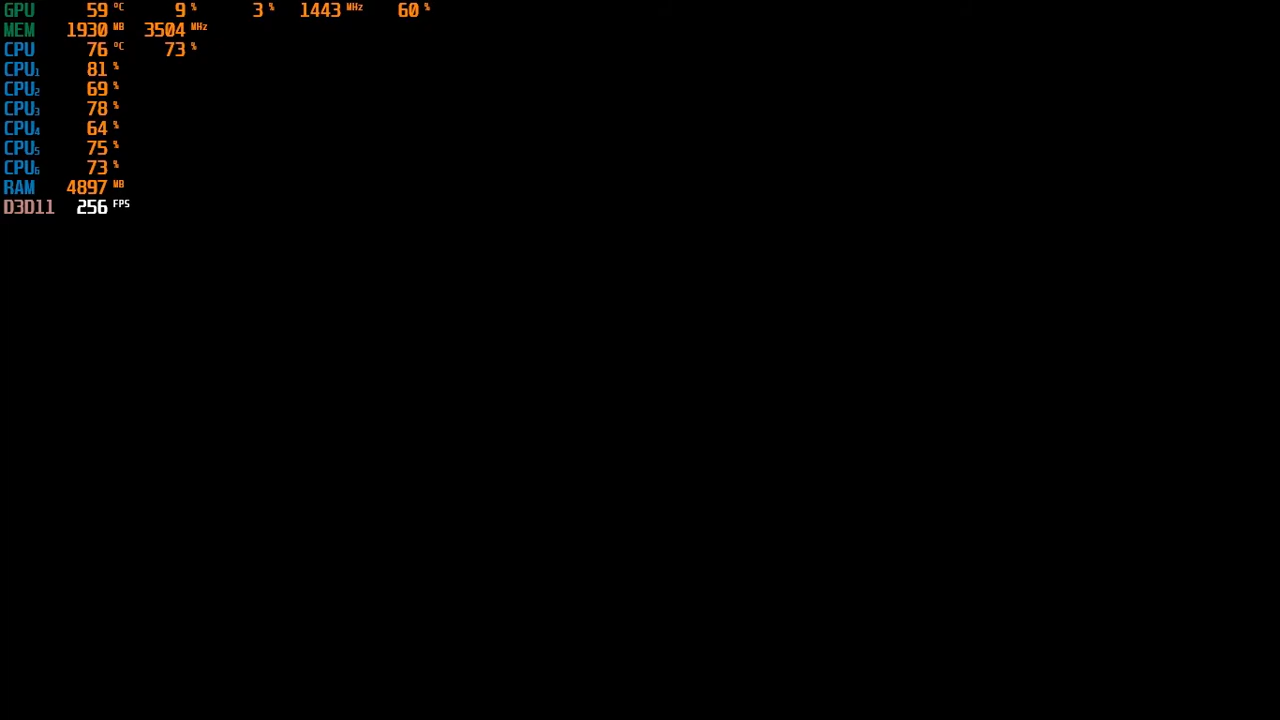 GPU 59 °C 9 % 3 % 1443 MHz 60 %
MEM 1930 MB 3504 MHz
CPU 76 °C 73 %
CPU1 81 %
CPU2 69 %
CPU3 78 %
CPU4 64 %
CPU5 75 %
CPU6 73 %
RAM 4897 MB
D3D11 256 FPS